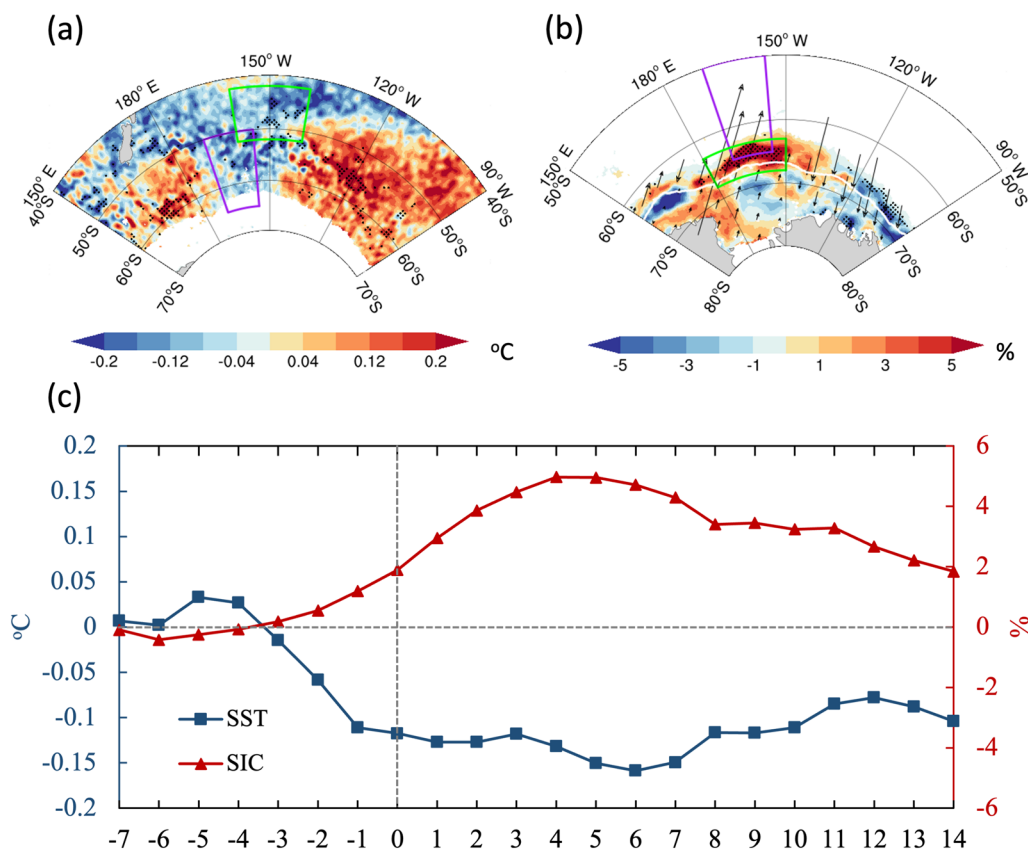 (a)
150° W
180° E
120° W
150° E
90° W
40°S
40°S
50°S
50°S
60°S
60°S
70°S
70°S
-0.2 -0.12 -0.04 0.04 0.12 0.2
°C
(b)
150° W
180° E
120° W
150° E
90° W
50°S
50°S
60°S
60°S
70°S
70°S
80°S
80°S
-5 -3 -1 1 3 5
%
(c)
0.2
0.15
0.1
0.05
0
-0.05
-0.1
-0.15
-0.2
°C
SST
SIC
6
4
2
0
-2
-4
-6
%
-7 -6 -5 -4 -3 -2 -1 0 1 2 3 4 5 6 7 8 9 10 11 12 13 14